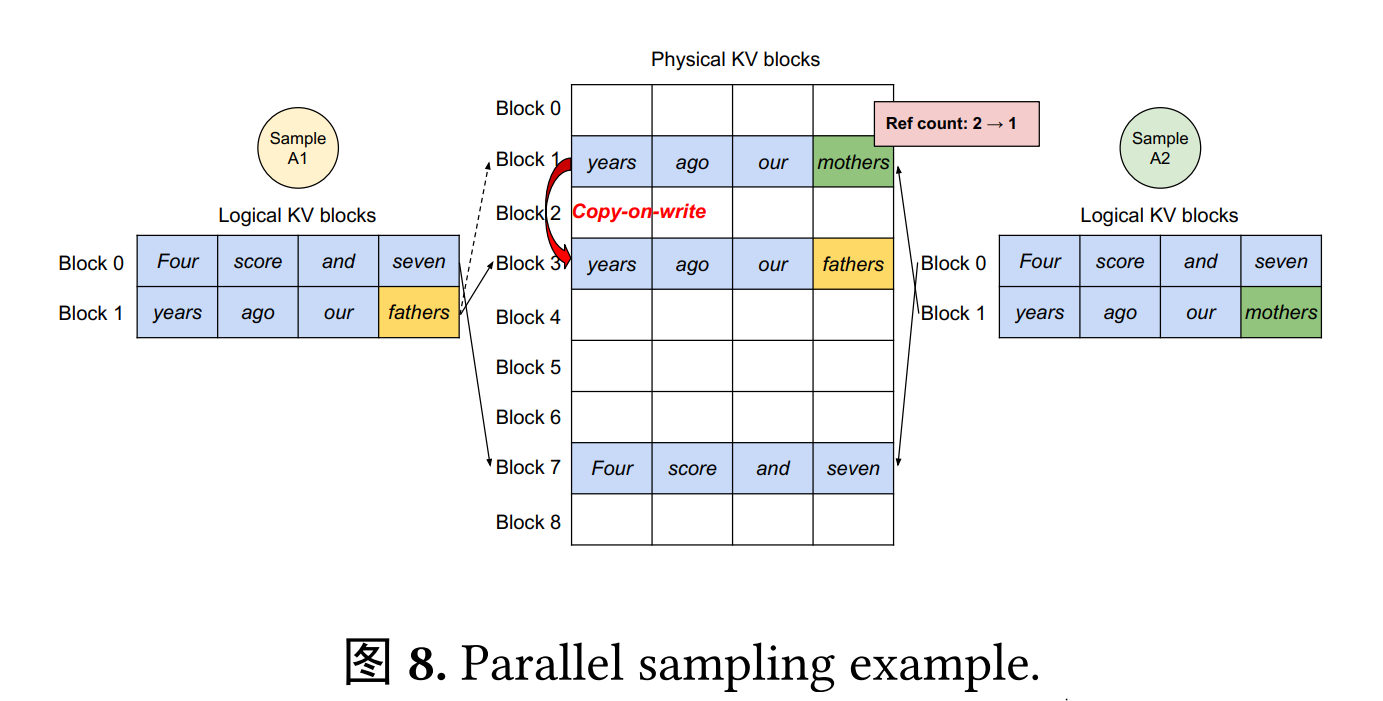 Physical KV blocks
Sample
A1
Logical KV blocks
Block 0 Four score and seven
Block 1 years ago our fathers
Block 0
Ref count: 2 → 1
Block 1 years ago our mothers
Block 2 Copy-on-write
Block 3 years ago our fathers
Block 4
Block 5
Block 6
Block 7 Four score and seven
Block 8
Sample
A2
Logical KV blocks
Block 0 Four score and seven
Block 1 years ago our mothers
图 8. Parallel sampling example.